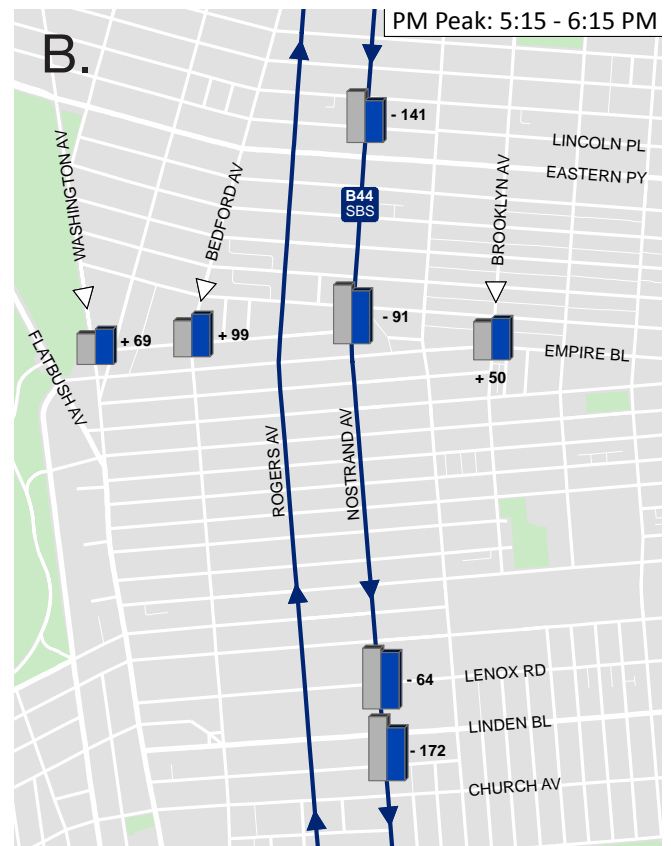 PM Peak: 5:15 - 6:15 PM
B.
- 141
LINCOLN PL
EASTERN PY
WASHINGTON AV
BEDFORD AV
B44
SBS
BROOKLYN AV
+ 69
+ 99
- 91
+ 50
EMPIRE BL
FLATBUSH AV
ROGERS AV
NOSTRAND AV
- 64
LENOX RD
LINDEN BL
- 172
CHURCH AV